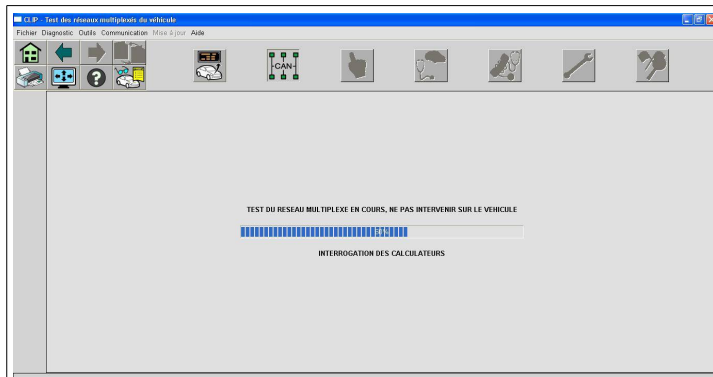 CLIP - Test des réseaux multiplexés du véhicule
Fichier Diagnostic Outils Communication Mise à jour Aide
CAN
TEST DU RESEAU MULTIPLEXE EN COURS, NE PAS INTERVENIR SUR LE VEHICULE
INTERROGATION DES CALCULATEURS